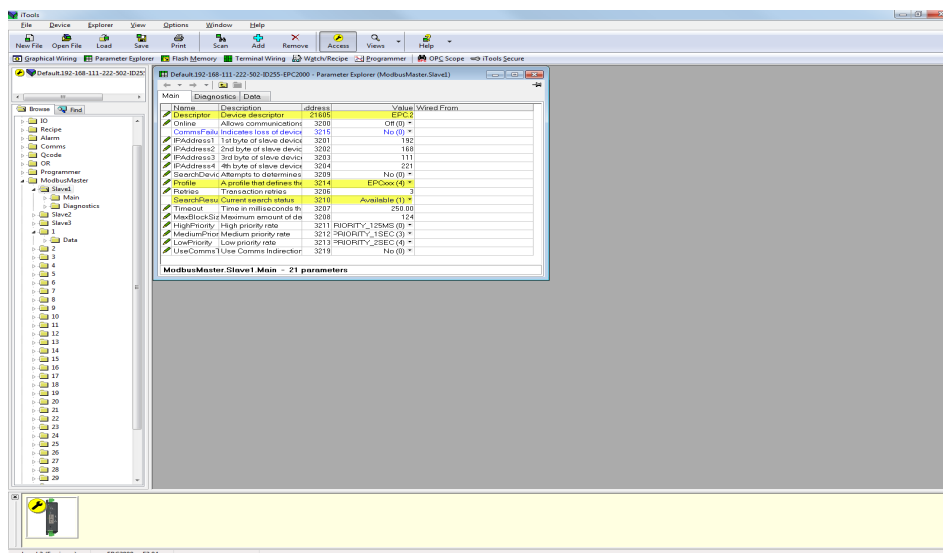 iTools
File Device Explorer View Options Window Help
New File Open File Load Save Print Scan Add Remove Access Views Help
Graphical Wiring Parameter Explorer Flash Memory Terminal Wiring Watch/Recipe Programmer OPC Scope iTools Secure
Default.192-168-111-222-502-ID25
Browse Find
IO
Recipe
Alarm
Comms
Qcode
OR
Programmer
ModbusMaster
Slave1
Main
Diagnostics
Slave2
Slave3
1
Data
2
3
4
5
6
7
8
9
10
11
12
13
14
15
16
17
18
19
20
21
22
23
24
25
26
27
28
29
Default.192-168-111-222-502-ID255-EPC2000 - Parameter Explorer (ModbusMaster.Slave1)
Main Diagnostics Data
Name Description ddress Value Wired From
Descriptor Device descriptor 21605 EPC2
Online Allows communications 3200 Off (0)
CommsFailu Indicates loss of device 3215 No (0)
IPAddress1 1st byte of slave devic 3201 192
IPAddress2 2nd byte of slave devic 3202 168
IPAddress3 3rd byte of slave devic 3203 111
IPAddress4 4th byte of slave devic 3204 221
SearchDevic Attempts to determines 3209 No (0)
Profile A profile that defines the 3214 EPCxxx (4)
Retries Transaction retries 3206 3
SearchResu Current search status 3210 Available (1)
Timeout Time in milliseconds th 3207 250.00
MaxBlockSiz Maximum amount of da 3208 124
HighPriority High priority rate 3211 RIORITY_125MS (0)
MediumPrior Medium priority rate 3212 PRIORITY_1SEC (3)
LowPriority Low priority rate 3213 PRIORITY_2SEC (4)
UseComms Use Comms Indirection 3219 No (0)
ModbusMaster.Slave1.Main - 21 parameters